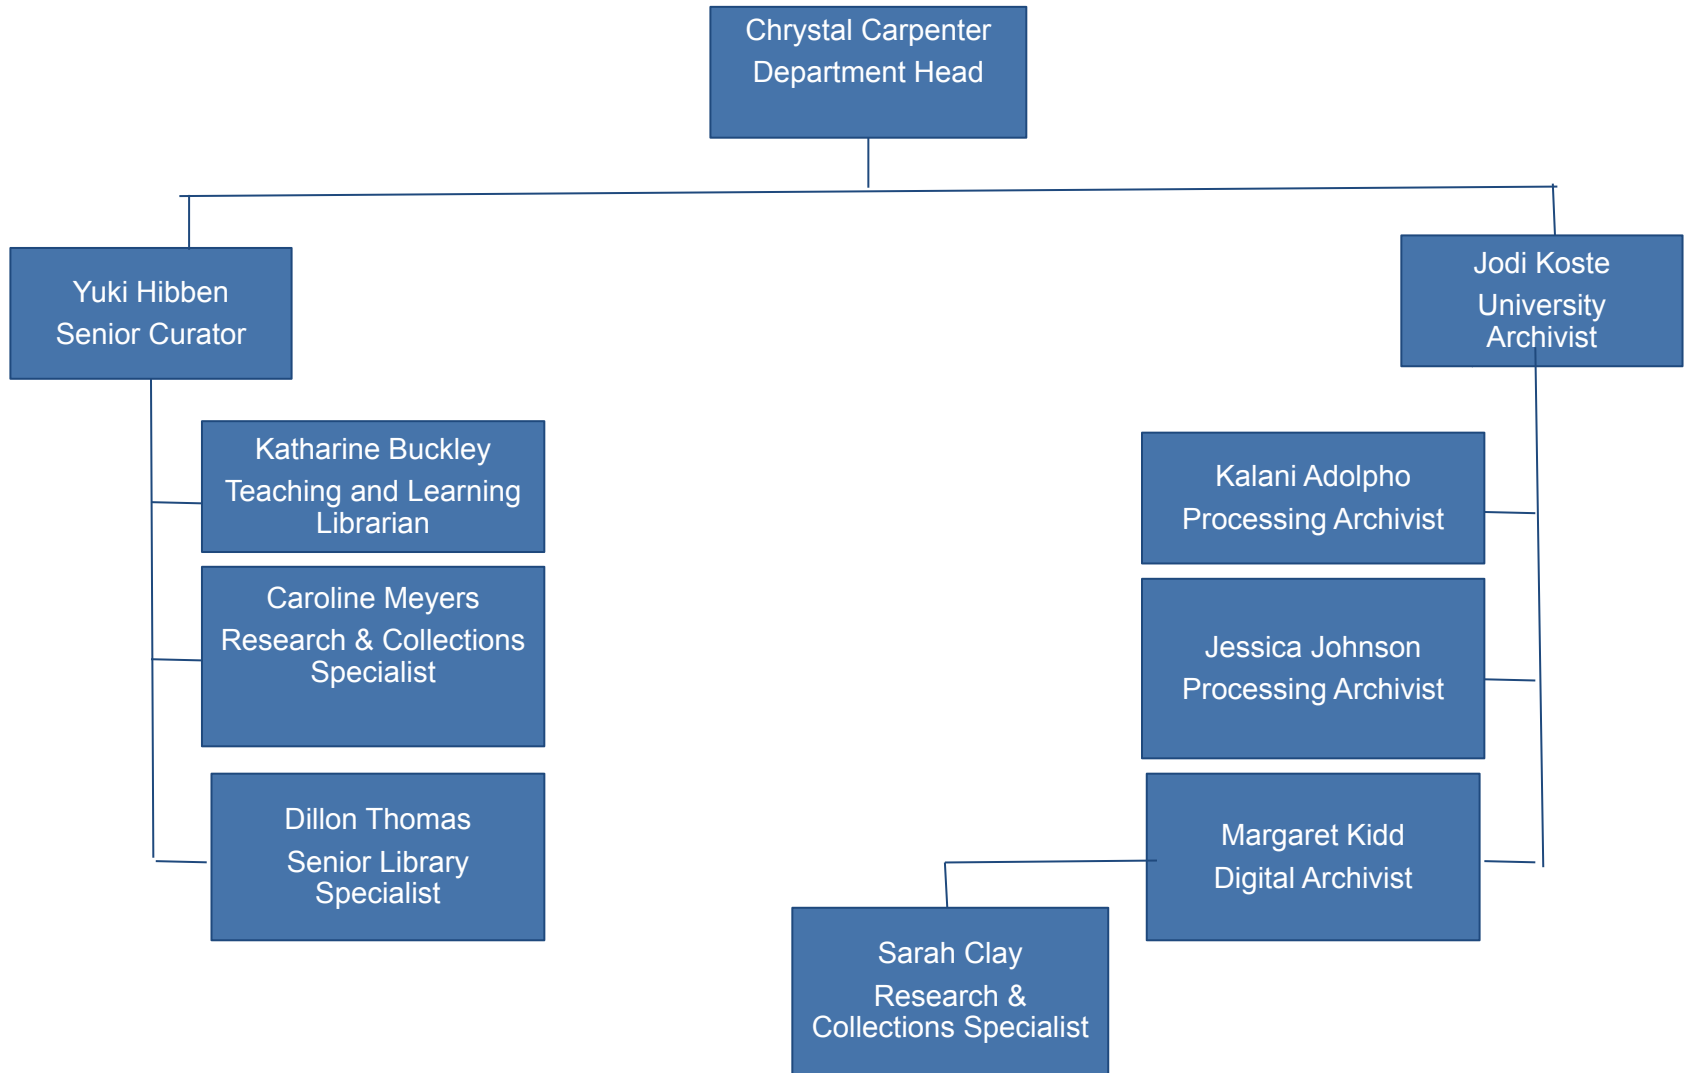 Chrystal Carpenter
Department Head
Yuki Hibben
Senior Curator
Jodi Koste
University
Archivist
Katharine Buckley
Teaching and Learning
Librarian
Caroline Meyers
Research & Collections
Specialist
Dillon Thomas
Senior Library
Specialist
Kalani Adolpho
Processing Archivist
Jessica Johnson
Processing Archivist
Margaret Kidd
Digital Archivist
Sarah Clay
Research &
Collections Specialist